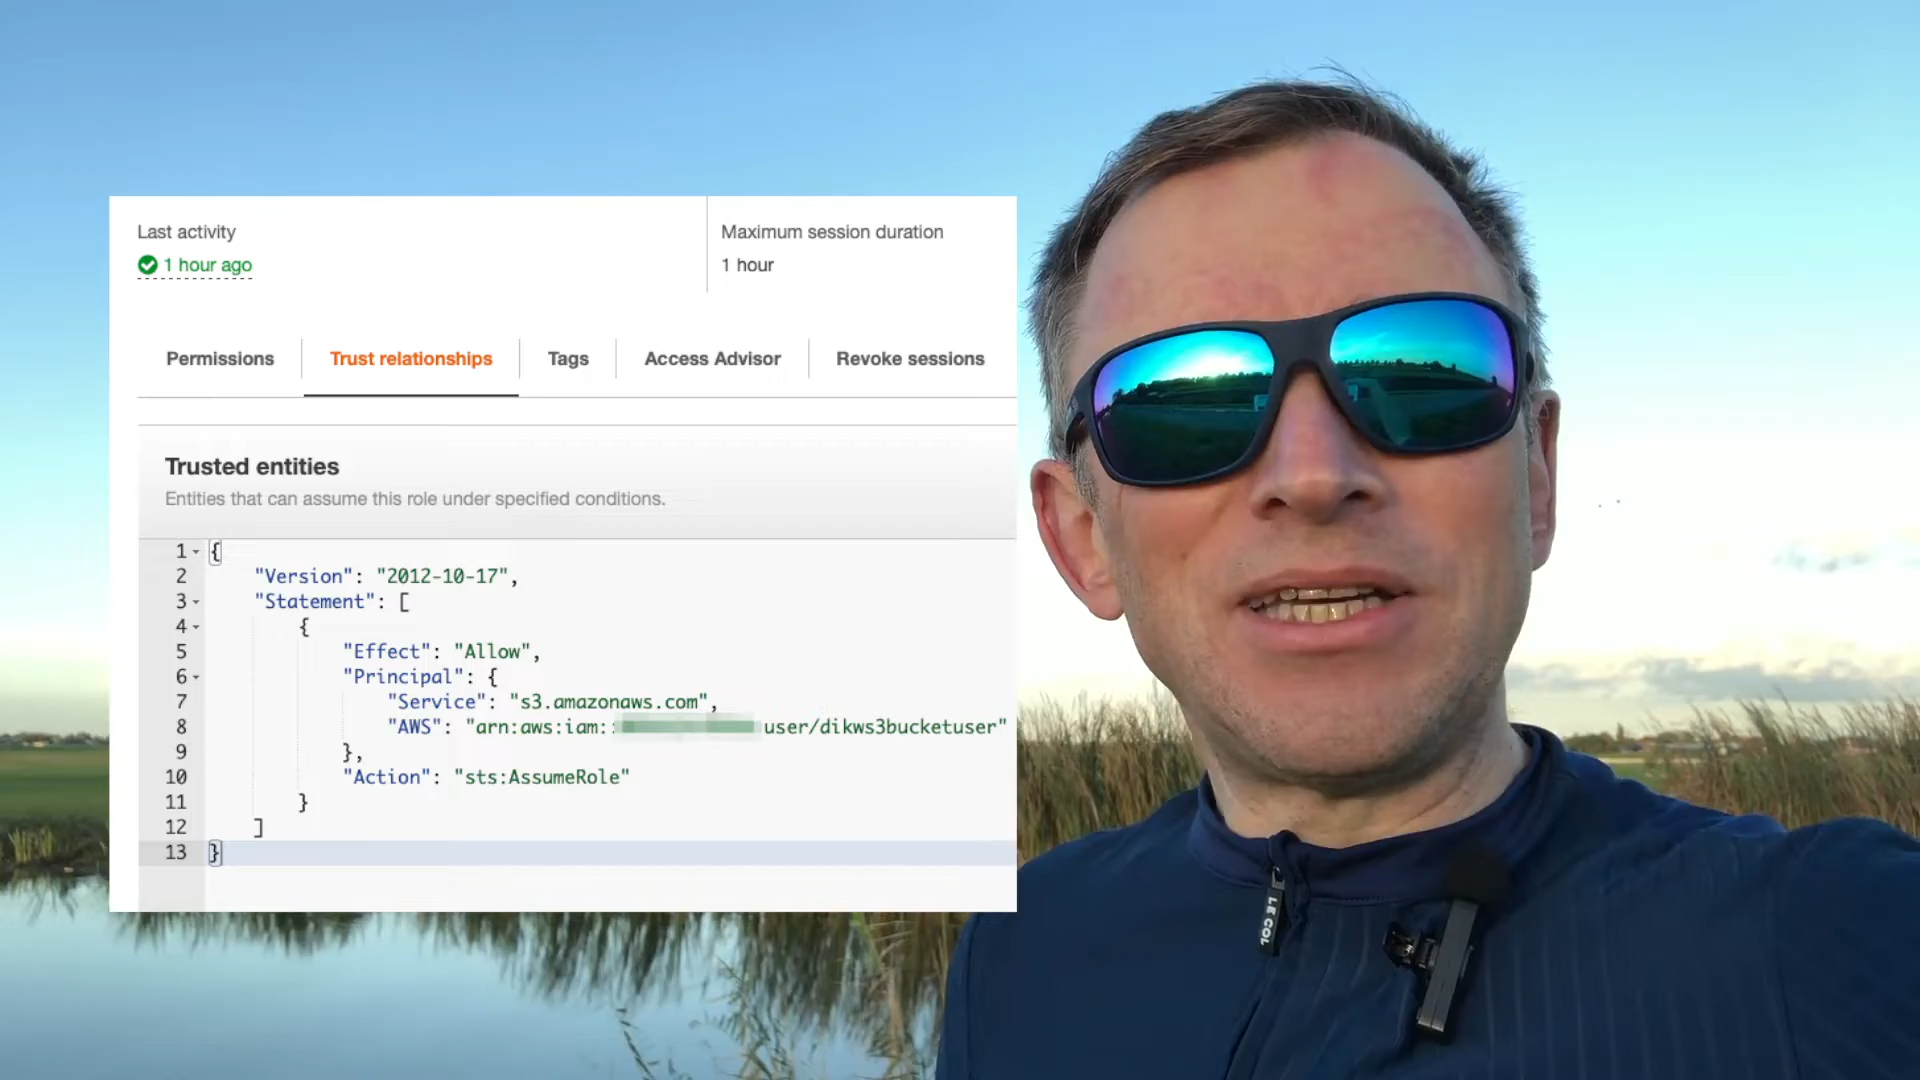 Last activity
1 hour ago
Maximum session duration
1 hour
Permissions
Trust relationships
Tags
Access Advisor
Revoke sessions
Trusted entities
Entities that can assume this role under specified conditions.
1 {
2 "Version": "2012-10-17",
3 "Statement": [
4 {
5 "Effect": "Allow",
6 "Principal": {
7 "Service": "s3.amazonaws.com",
8 "AWS": "arn:aws:iam: user/dikws3bucketuser"
9 },
10 "Action": "sts:AssumeRole"
11 }
12 ]
13 }
LE COL